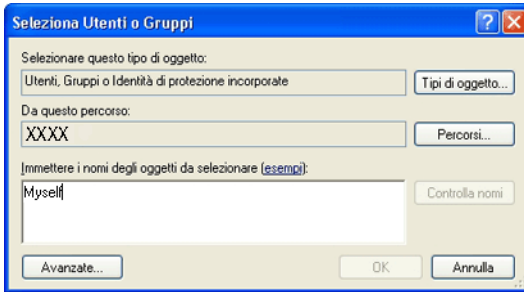 Seleziona Utenti o Gruppi
Selezionare questo tipo di oggetto:
Utenti, Gruppi o Identità di protezione incorporate
Tipi di oggetto...
Da questo percorso:
XXXX
Percorsi...
Immettere i nomi degli oggetti da selezionare (esempi):
Myself
Controlla nomi
Avanzate...
OK
Annulla